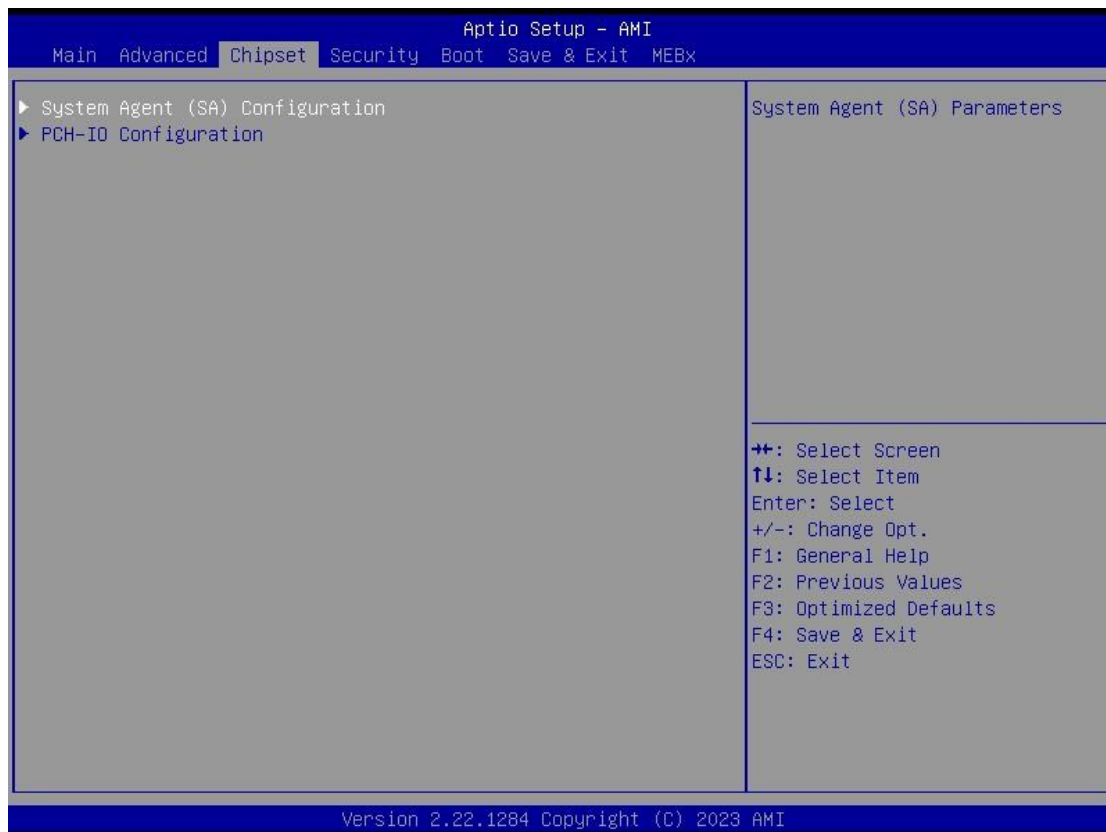 Aptio Setup – AMI
Main Advanced Chipset Security Boot Save & Exit MEBx
▶ System Agent (SA) Configuration
▶ PCH-IO Configuration
System Agent (SA) Parameters
→←: Select Screen
↑↓: Select Item
Enter: Select
+/-: Change Opt.
F1: General Help
F2: Previous Values
F3: Optimized Defaults
F4: Save & Exit
ESC: Exit
Version 2.22.1284 Copyright (C) 2023 AMI